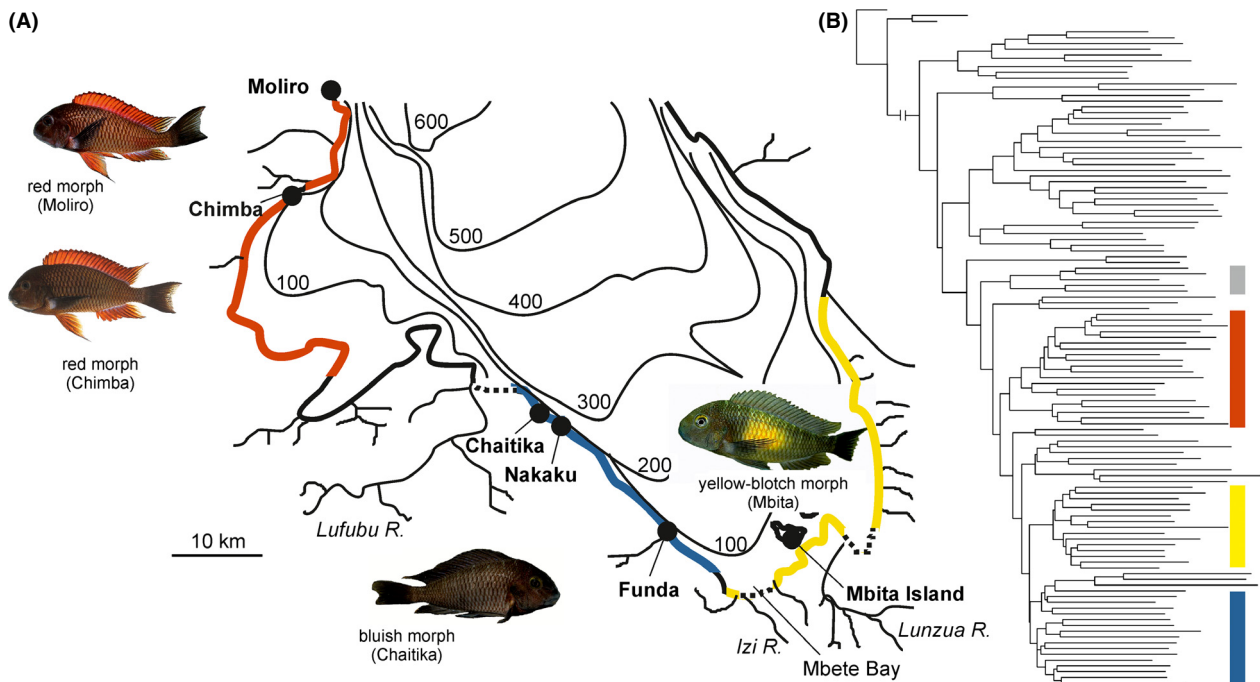 (A)
(B)
Moliro
600
red morph
(Moliro)
Chimba
500
100
400
red morph
(Chimba)
300
Chaitika
Nakaku
200
yellow-blotch morph
(Mbita)
Lufubu R.
10 km
100
Funda
Mbita Island
bluish morph
(Chaitika)
Izi R.
Lunzua R.
Mbete Bay